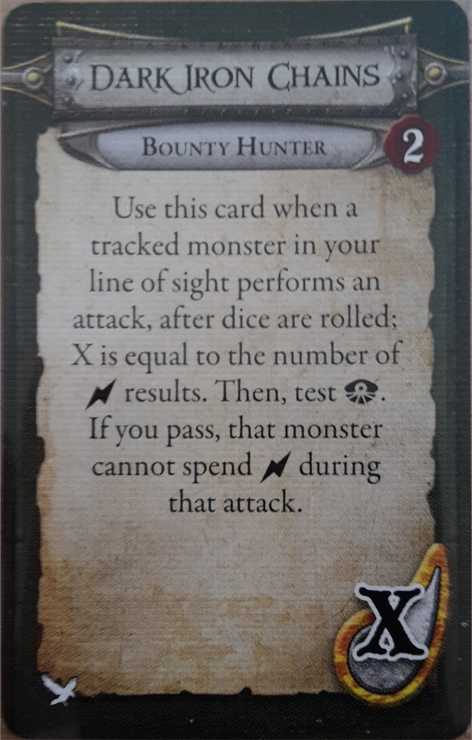 DARK IRON CHAINS
BOUNTY HUNTER
2
Use this card when a
tracked monster in your
line of sight performs an
attack, after dice are rolled;
X is equal to the number of
results. Then, test .
If you pass, that monster
cannot spend during
that attack.
X